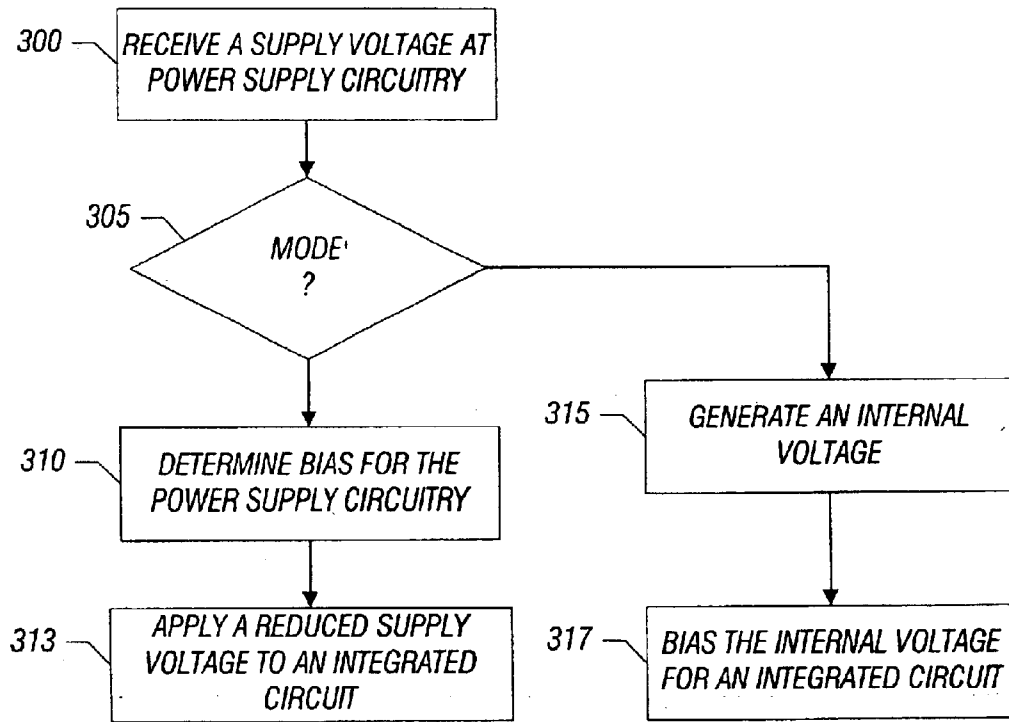 300
RECEIVE A SUPPLY VOLTAGE AT
POWER SUPPLY CIRCUITRY
305
MODE
?
310
DETERMINE BIAS FOR THE
POWER SUPPLY CIRCUITRY
315
GENERATE AN INTERNAL
VOLTAGE
313
APPLY A REDUCED SUPPLY
VOLTAGE TO AN INTEGRATED
CIRCUIT
317
BIAS THE INTERNAL VOLTAGE
FOR AN INTEGRATED CIRCUIT